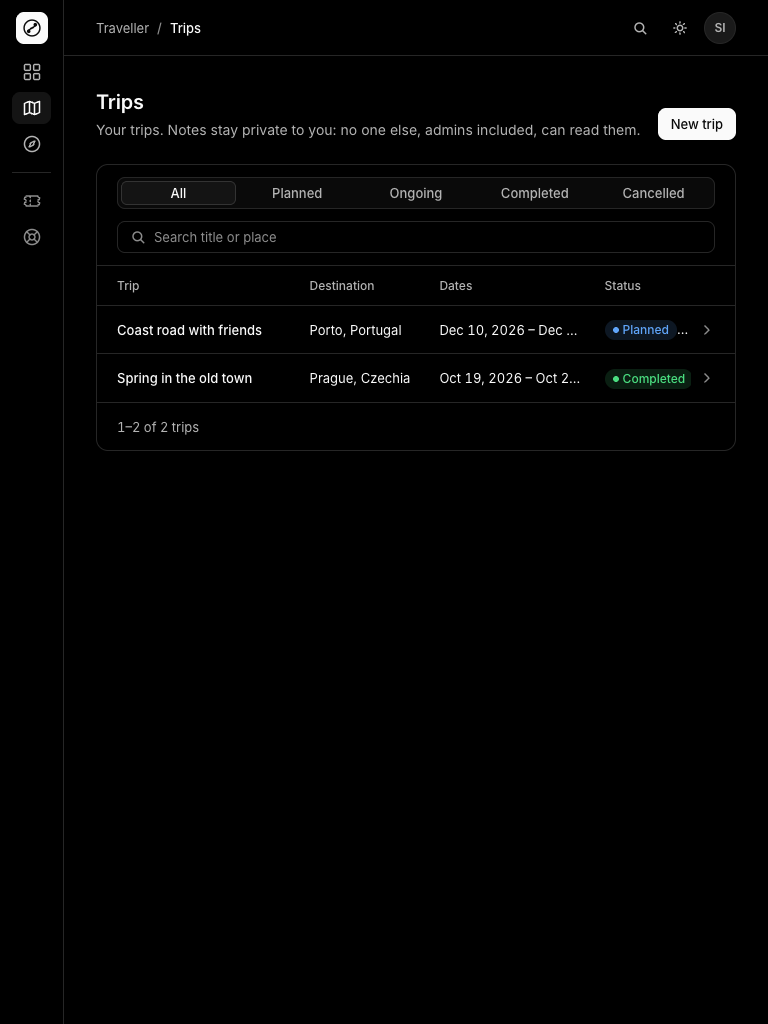 Traveller / Trips
SI
Trips
Your trips. Notes stay private to you: no one else, admins included, can read them.
New trip
All Planned Ongoing Completed Cancelled
Search title or place
Trip Destination Dates Status
Coast road with friends Porto, Portugal Dec 10, 2026 – Dec ... Planned ...
Spring in the old town Prague, Czechia Oct 19, 2026 – Oct 2... Completed
1–2 of 2 trips